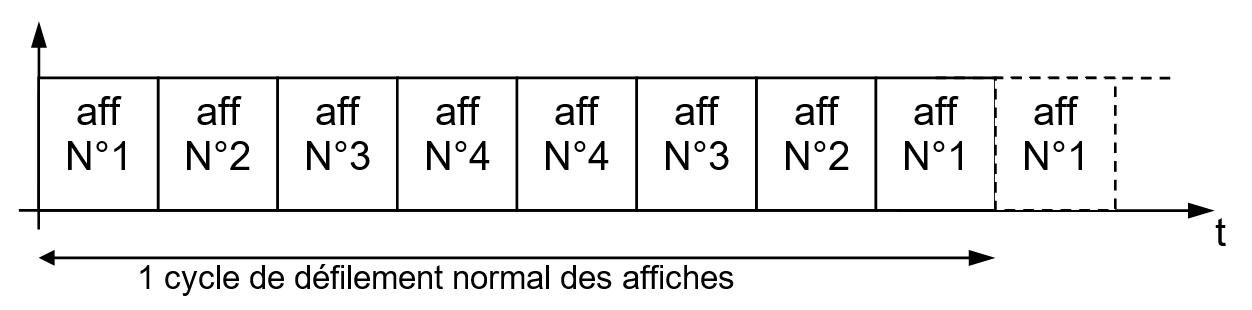 aff aff aff aff aff aff aff aff aff
N°1 N°2 N°3 N°4 N°4 N°3 N°2 N°1 N°1
t
1 cycle de défilement normal des affiches